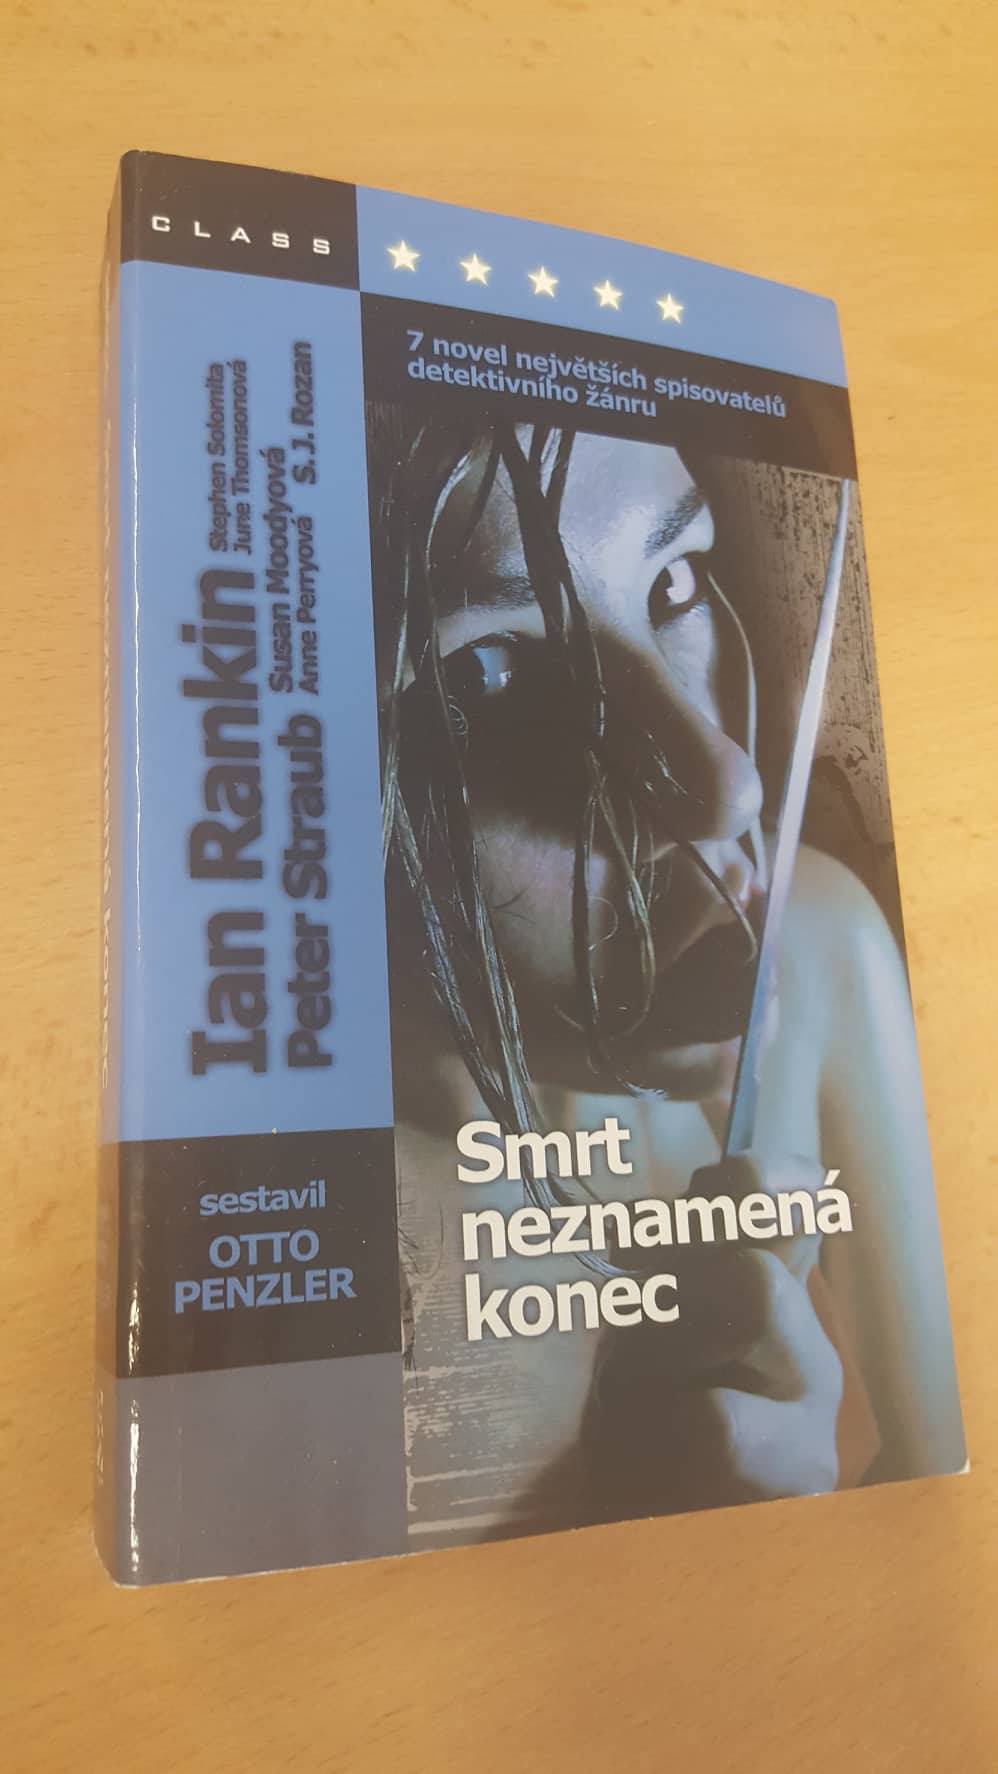 CLASS
7 novel největších spisovatelů
detektivního žánru
Ian Rankin
Peter Straub
Stephen Solomita
June Thomsonová
Susan Moodyová
Anne Perryová
S. J. Rozan
sestavil
OTTO
PENZLER
Smrt
neznamená
konec